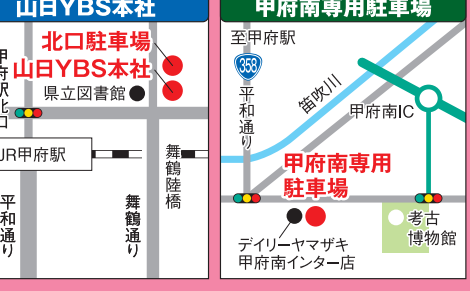 山日YBS本社
北口駐車場
山日YBS本社
県立図書館
甲府駅北口
JR甲府駅
平和通り
舞鶴通り
舞鶴陸橋
甲府南専用駐車場
至甲府駅
358
平和通り
笛吹川
甲府南IC
甲府南専用
駐車場
デイリーヤマザキ
甲府南インター店
考古
博物館